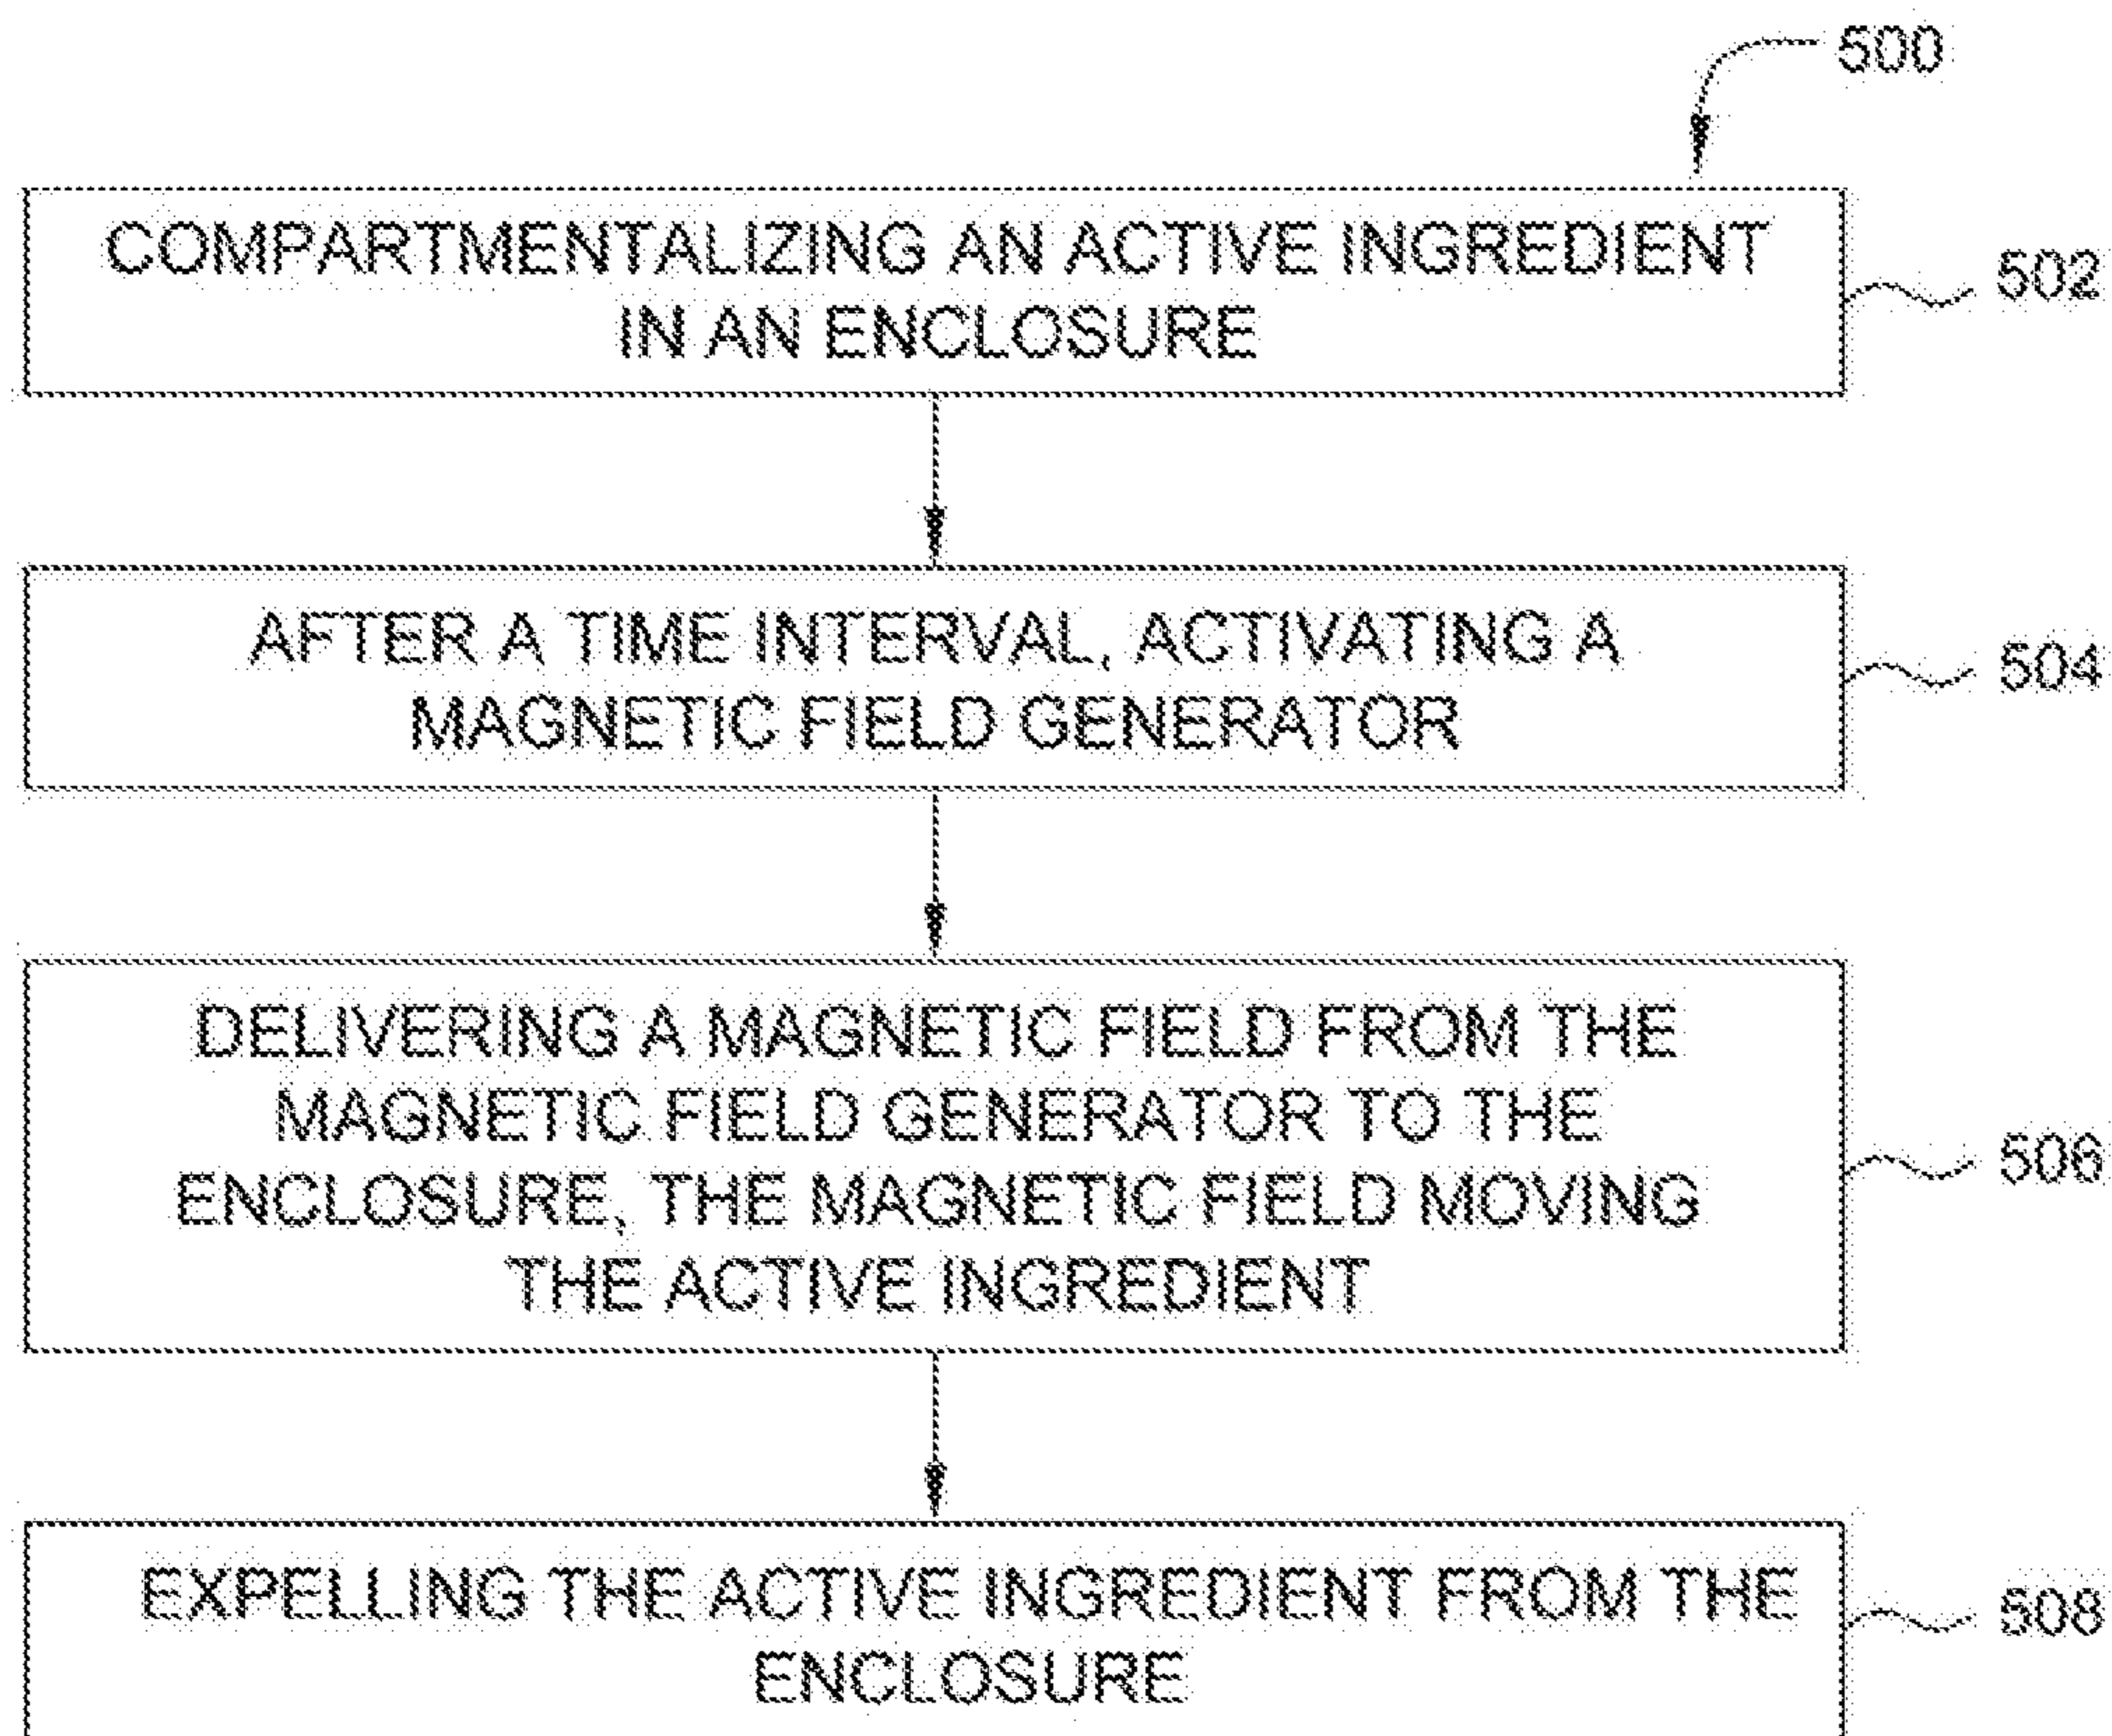 500
COMPARTMENTALIZING AN ACTIVE INGREDIENT
IN AN ENCLOSURE
502
AFTER A TIME INTERVAL, ACTIVATING A
MAGNETIC FIELD GENERATOR
504
DELIVERING A MAGNETIC FIELD FROM THE
MAGNETIC FIELD GENERATOR TO THE
ENCLOSURE, THE MAGNETIC FIELD MOVING
THE ACTIVE INGREDIENT
506
EXPELLING THE ACTIVE INGREDIENT FROM THE
ENCLOSURE
508